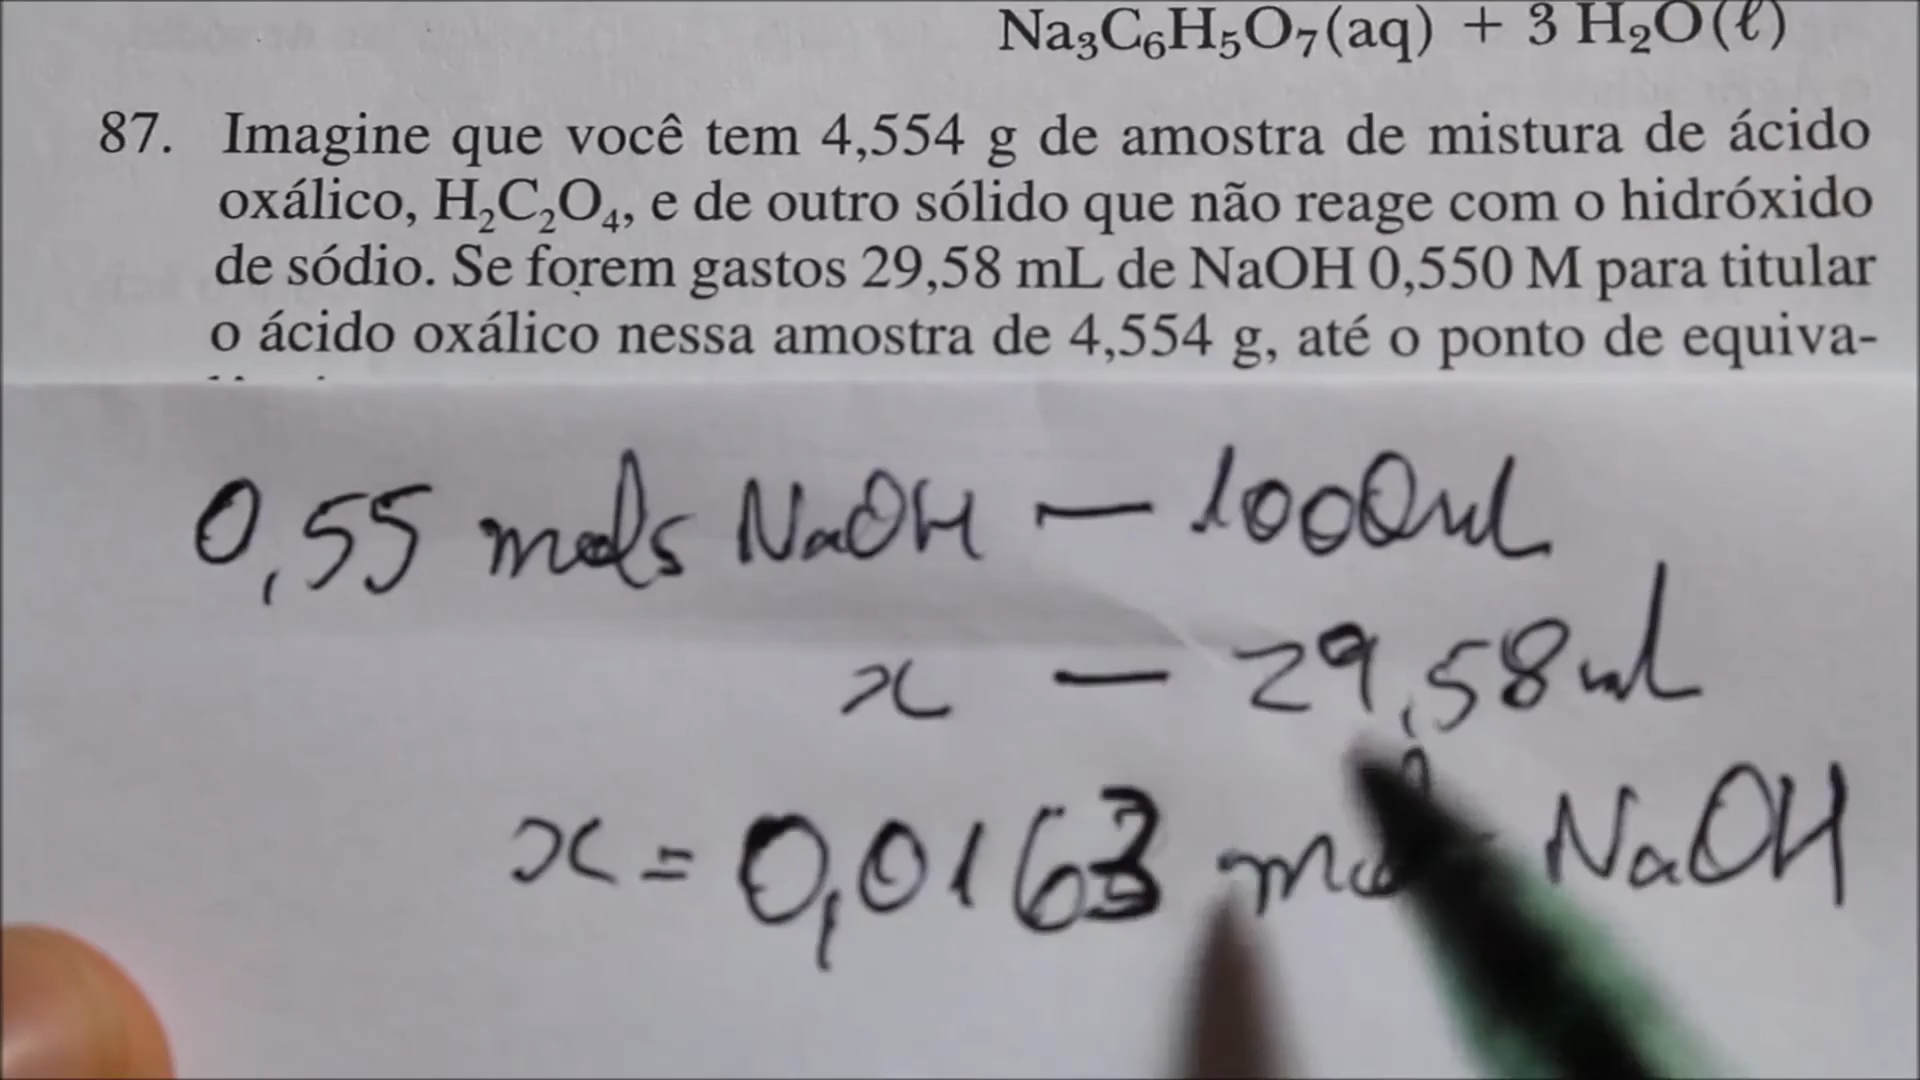 Na₃C₆H₅O₇(aq) + 3 H₂O(ℓ)
87. Imagine que você tem 4,554 g de amostra de mistura de ácido
oxálico, H₂C₂O₄, e de outro sólido que não reage com o hidróxido
de sódio. Se forem gastos 29,58 mL de NaOH 0,550 M para titular
o ácido oxálico nessa amostra de 4,554 g, até o ponto de equiva-
0,55 mols NaOH — 1000mL
x — 29,58mL
x = 0,0163 NaOH